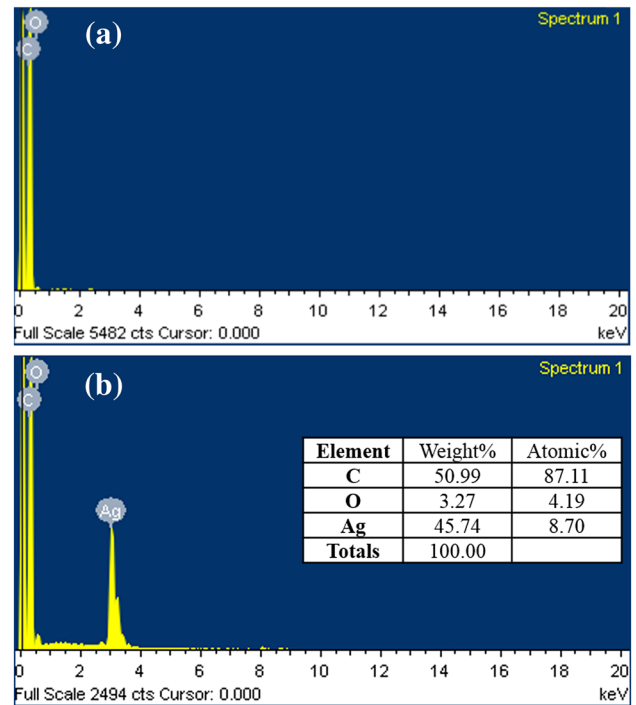 Spectrum 1
(a)
O
C
0 2 4 6 8 10 12 14 16 18 20
Full Scale 5482 cts Cursor: 0.000 keV
Spectrum 1
(b)
O
C
Ag
Element Weight% Atomic%
C 50.99 87.11
O 3.27 4.19
Ag 45.74 8.70
Totals 100.00
0 2 4 6 8 10 12 14 16 18 20
Full Scale 2494 cts Cursor: 0.000 keV